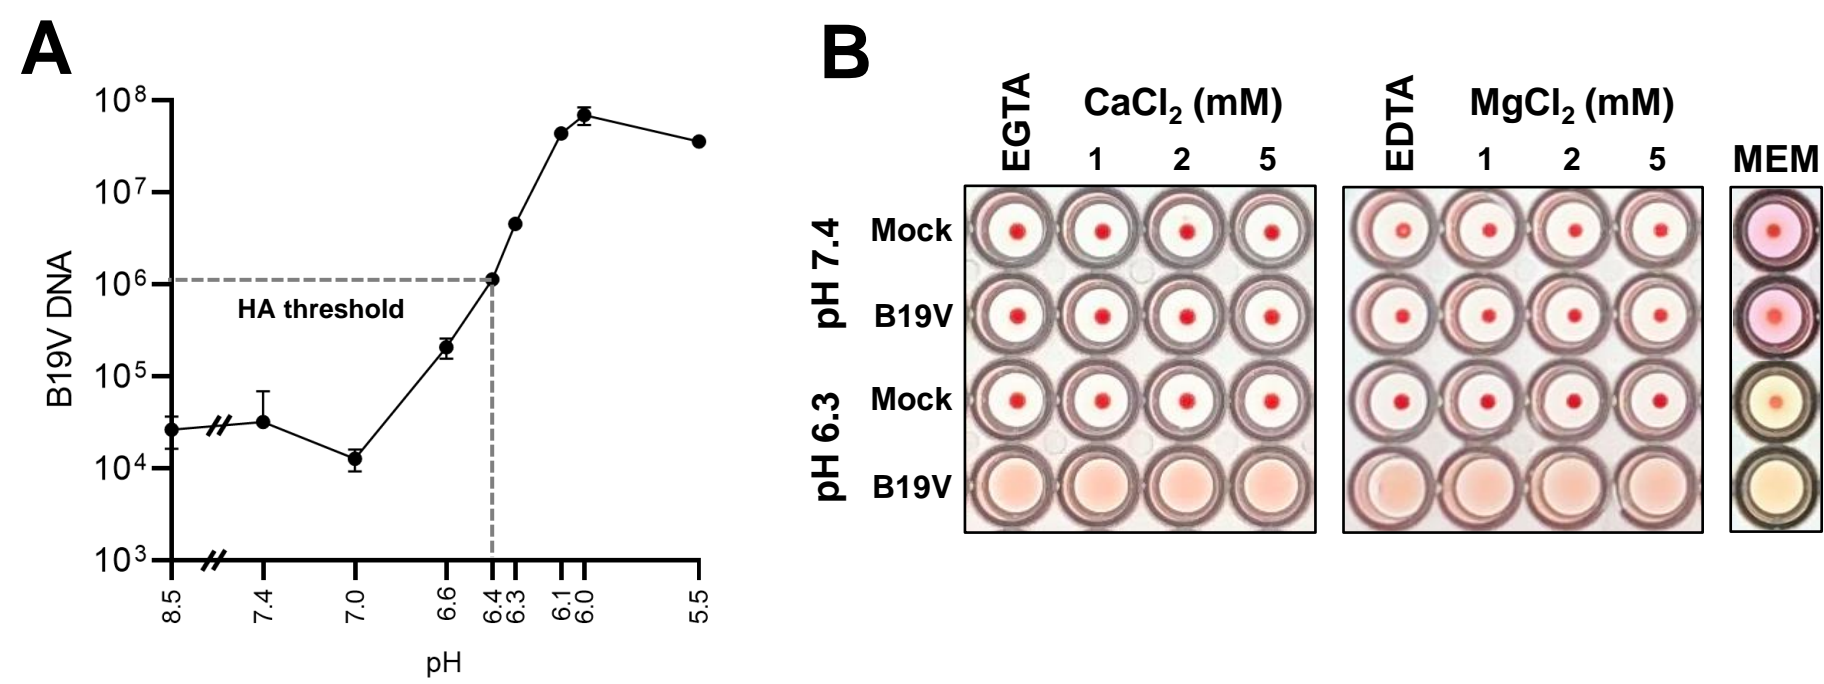 A
B19V DNA
10⁸
10⁷
10⁶
10⁵
10⁴
10³
HA threshold
8.5
7.4
7.0
6.6
6.4
6.3
6.1
6.0
5.5
pH
B
EGTA
CaCl₂ (mM)
1 2 5
EDTA
MgCl₂ (mM)
1 2 5
MEM
pH 7.4
Mock
B19V
pH 6.3
Mock
B19V